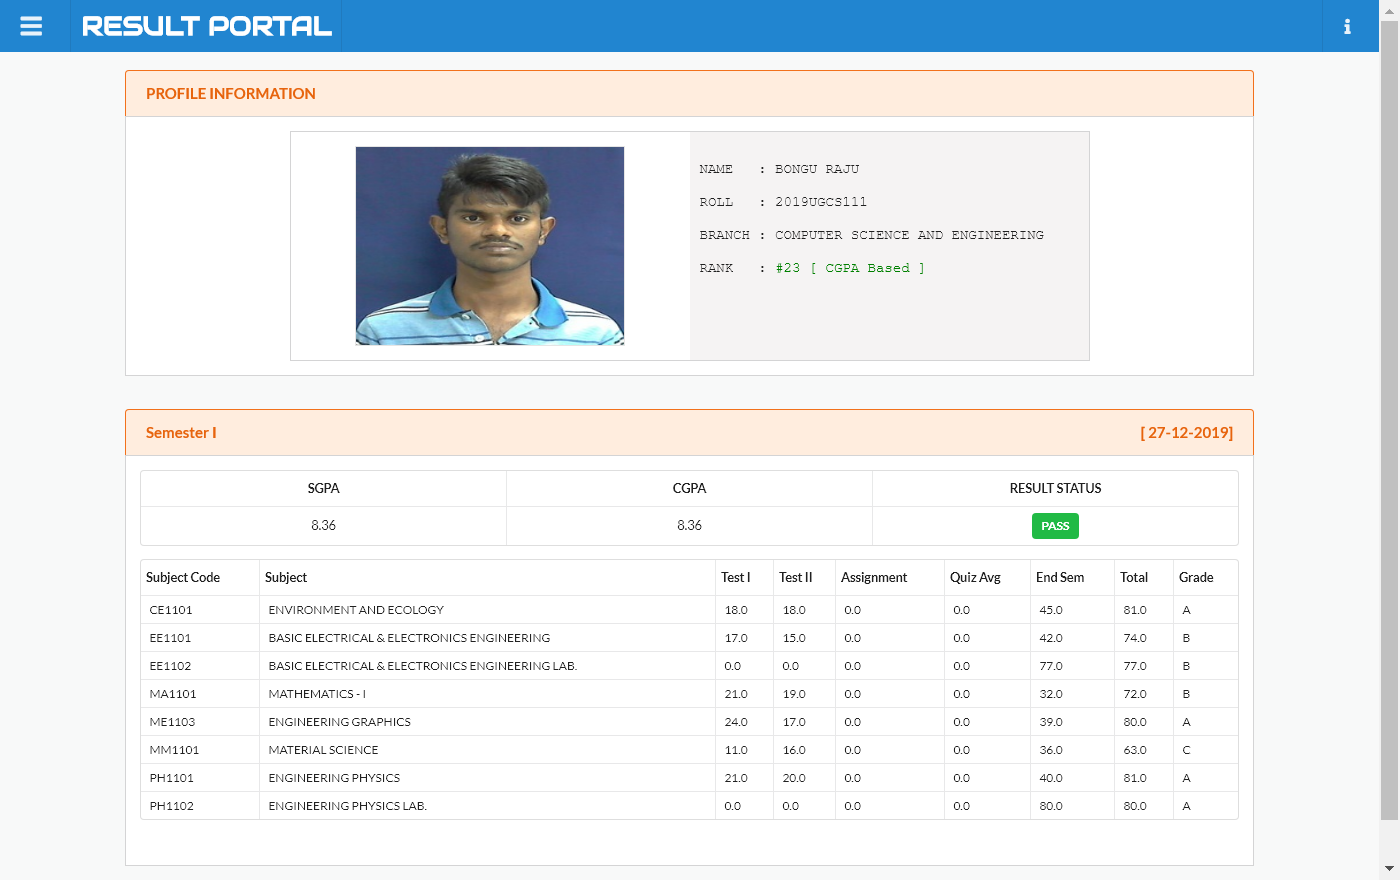 RESULT PORTAL
PROFILE INFORMATION
NAME : BONGU RAJU
ROLL : 2019UGCS111
BRANCH : COMPUTER SCIENCE AND ENGINEERING
RANK : #23 [ CGPA Based ]
Semester I [ 27-12-2019]
SGPA CGPA RESULT STATUS
8.36 8.36 PASS
Subject Code Subject Test I Test II Assignment Quiz Avg End Sem Total Grade
CE1101 ENVIRONMENT AND ECOLOGY 18.0 18.0 0.0 0.0 45.0 81.0 A
EE1101 BASIC ELECTRICAL & ELECTRONICS ENGINEERING 17.0 15.0 0.0 0.0 42.0 74.0 B
EE1102 BASIC ELECTRICAL & ELECTRONICS ENGINEERING LAB. 0.0 0.0 0.0 0.0 77.0 77.0 B
MA1101 MATHEMATICS - I 21.0 19.0 0.0 0.0 32.0 72.0 B
ME1103 ENGINEERING GRAPHICS 24.0 17.0 0.0 0.0 39.0 80.0 A
MM1101 MATERIAL SCIENCE 11.0 16.0 0.0 0.0 36.0 63.0 C
PH1101 ENGINEERING PHYSICS 21.0 20.0 0.0 0.0 40.0 81.0 A
PH1102 ENGINEERING PHYSICS LAB. 0.0 0.0 0.0 0.0 80.0 80.0 A